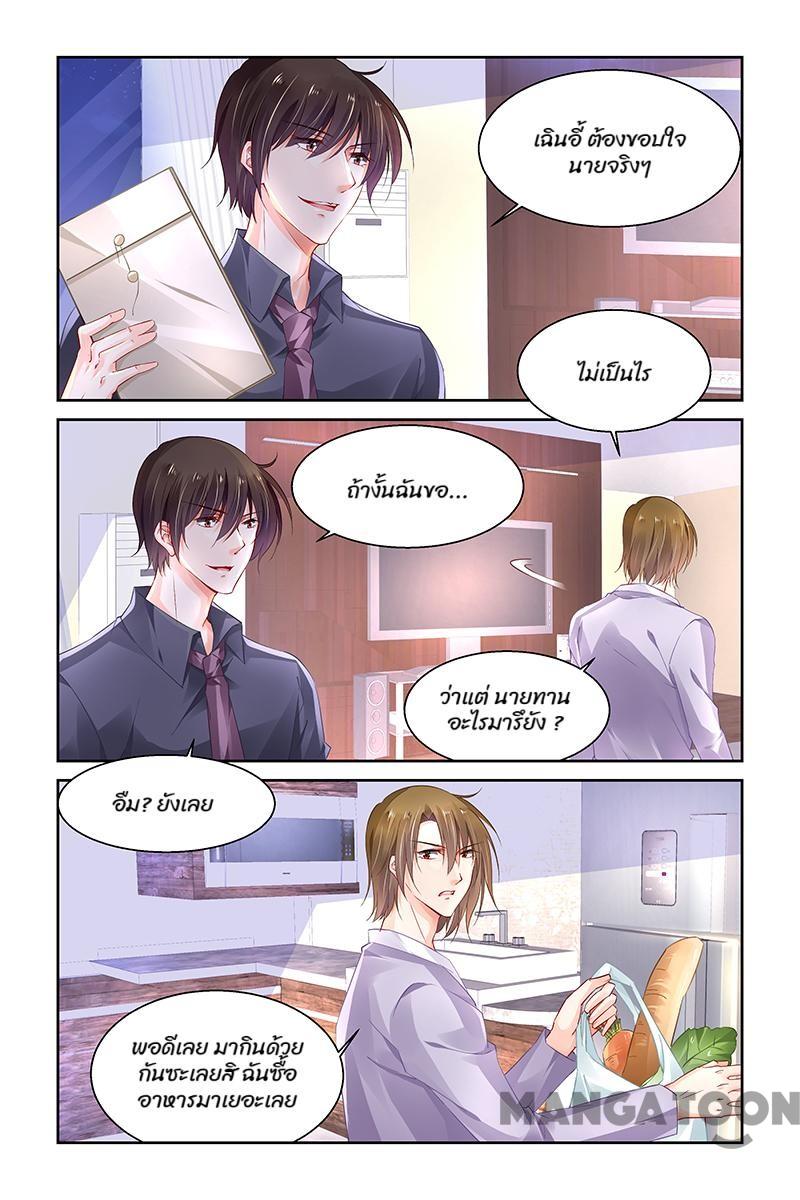 เฉินอี้ ต้องขอบใจ
นายจริงๆ
ไม่เป็นไร
ถ้างั้นฉันขอ...
ว่าแต่ นายทาน
อะไรมารึยัง ?
อืม? ยังเลย
พอดีเลย มากินด้วย
กันซะเลยสิ ฉันซื้อ
อาหารมาเยอะเลย
MANGATOON